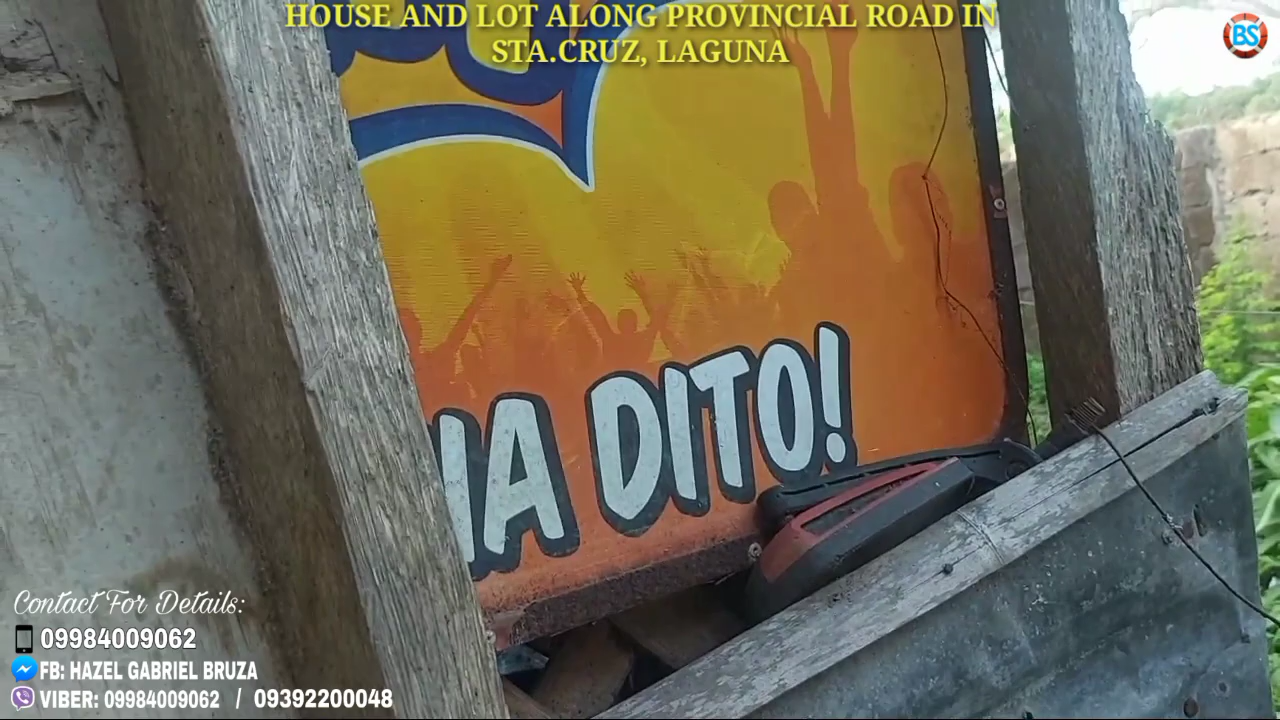 HOUSE AND LOT ALONG PROVINCIAL ROAD IN
STA.CRUZ, LAGUNA
BS
DITO!
Contact For Details:
09984009062
FB: HAZEL GABRIEL BRUZA
VIBER: 09984009062 / 09392200048